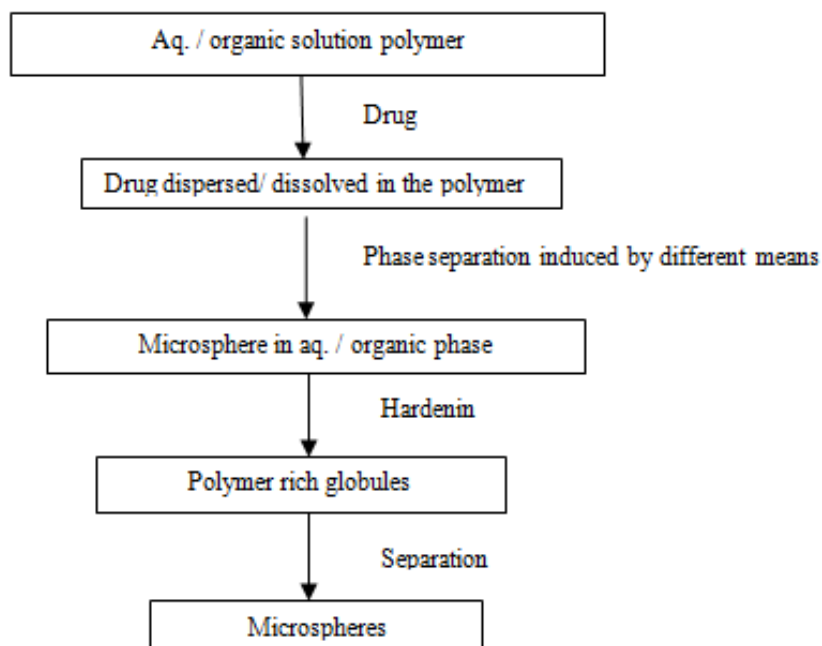 Aq. / organic solution polymer
Drug
Drug dispersed/ dissolved in the polymer
Phase separation induced by different means
Microsphere in aq. / organic phase
Hardenin
Polymer rich globules
Separation
Microspheres